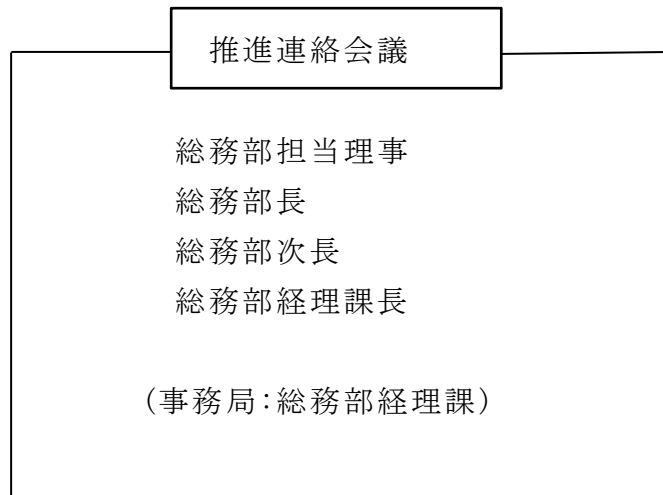 推進連絡会議
総務部担当理事
総務部長
総務部次長
総務部経理課長
(事務局:総務部経理課)